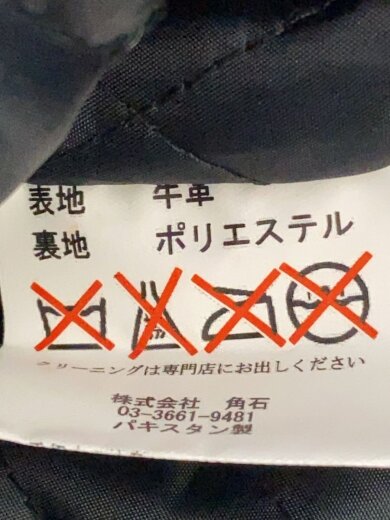 表地 牛革
裏地 ポリエステル
クリーニングは専門店にお出しください
株式会社 角石
03-3661-9481
パキスタン製